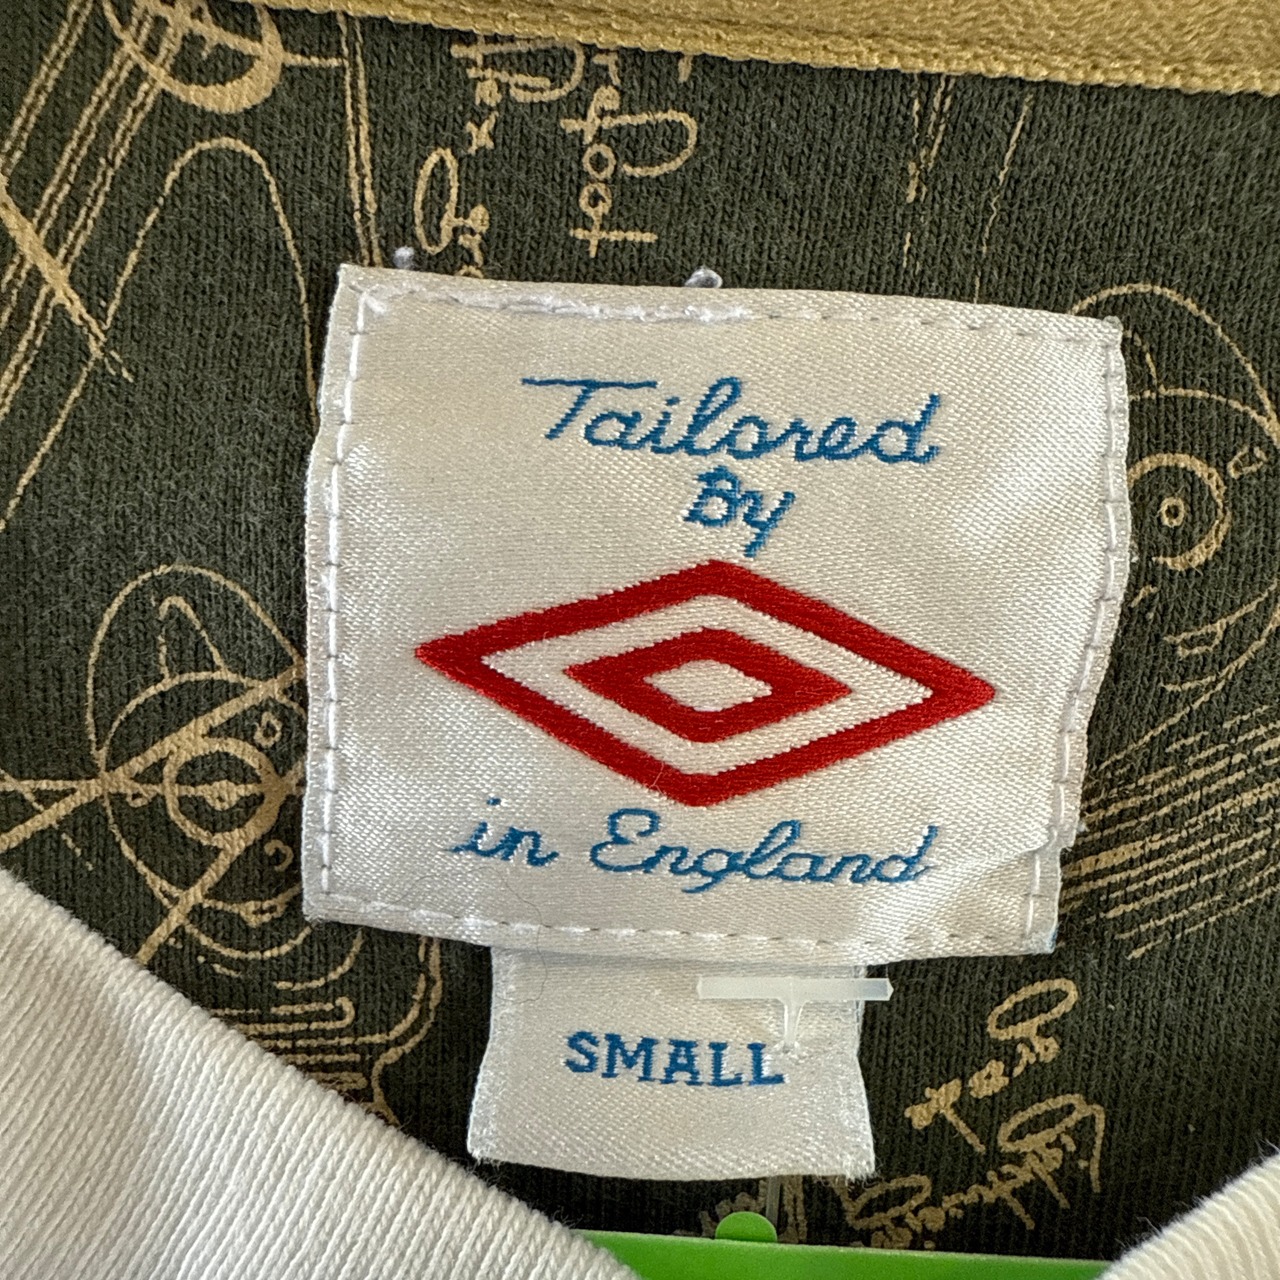 Tailored
By
in England
SMALL